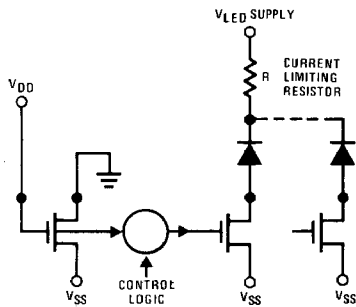 VLED SUPPLY
R
CURRENT
LIMITING
RESISTOR
VDD
CONTROL
LOGIC
VSS
VSS
VSS